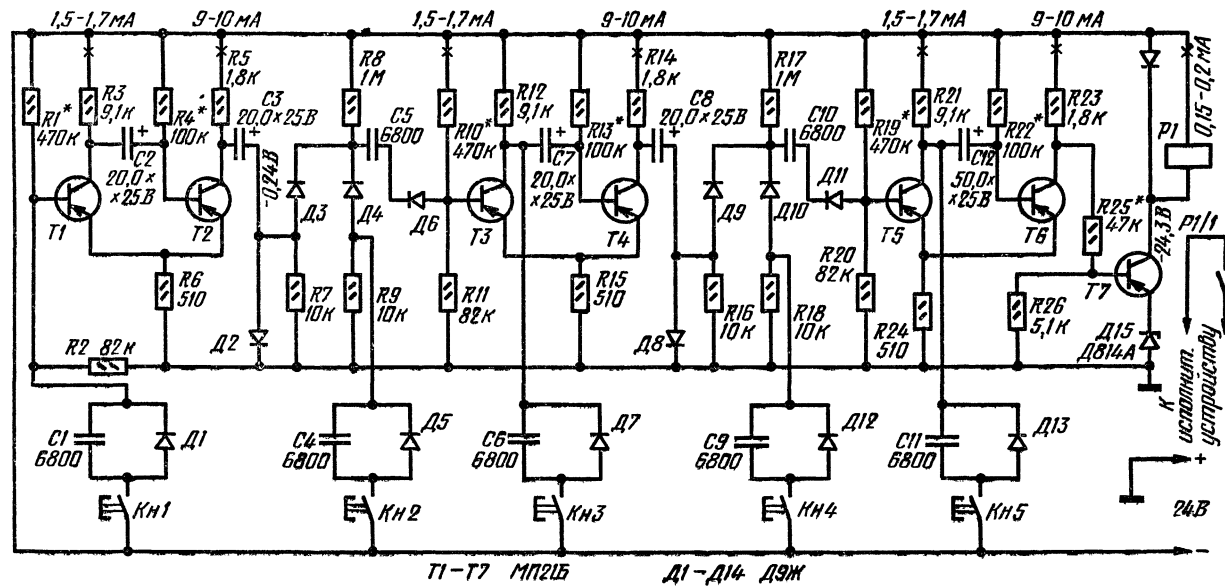 1,5-1,7мА
9-10мА
1,5-1,7мА
9-10мА
1,5-1,7мА
9-10мА
R1*
470к
R3
9,1к
C2
20,0×
×25В
R4*
100к
R5
1,8к
C3
20,0×25В
-0,24В
R8
1М
C5
6800
R10*
470к
R12
9,1к
C7
20,0×
×25В
R13*
100к
R14
1,8к
C8
20,0×25В
R17
1М
C10
6800
R19*
470к
R21
9,1к
C12
50,0×
×25В
R22*
100к
R23
1,8к
P1
0,15-0,2мА
T1
T2
Д3
Д4
Д6
T3
T4
Д9
Д10
Д11
T5
T6
R25*
47к
-24,3В
P1/1
R6
510
R7
10к
R9
10к
R11
82к
R15
510
R16
10к
R18
10к
R20
82к
R24
510
R26
5,1к
T7
Д15
Д814А
R2 82к
Д2
Д8
К исполнит. устройству
C1
6800
Д1
C4
6800
Д5
C6
6800
Д7
C9
6800
Д12
C11
6800
Д13
Кн1
Кн2
Кн3
Кн4
Кн5
+
24В
-
T1-T7 МП21Б Д1-Д14 Д9Ж